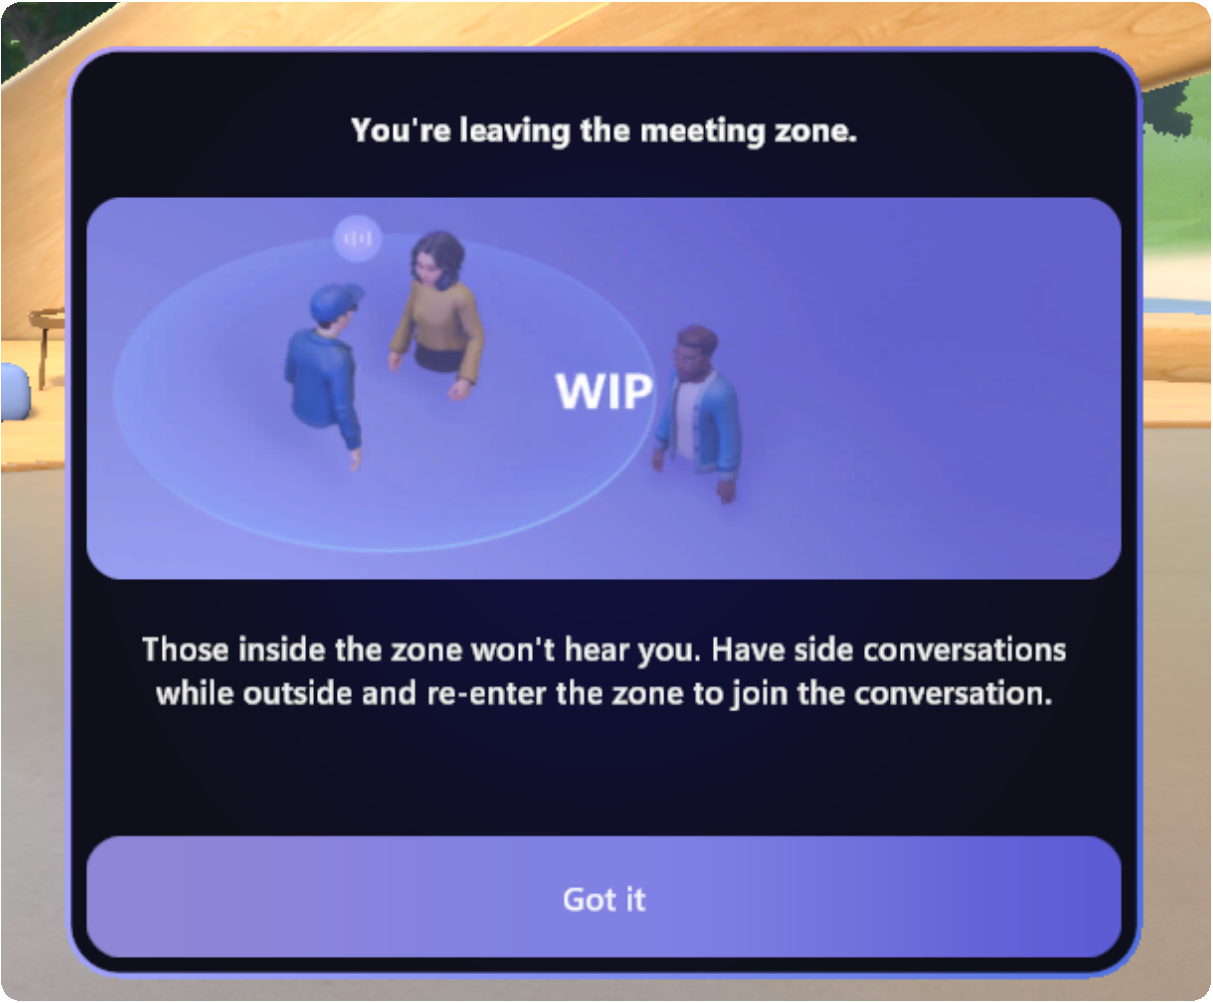 You're leaving the meeting zone.
WIP
Those inside the zone won't hear you. Have side conversations
while outside and re-enter the zone to join the conversation.
Got it